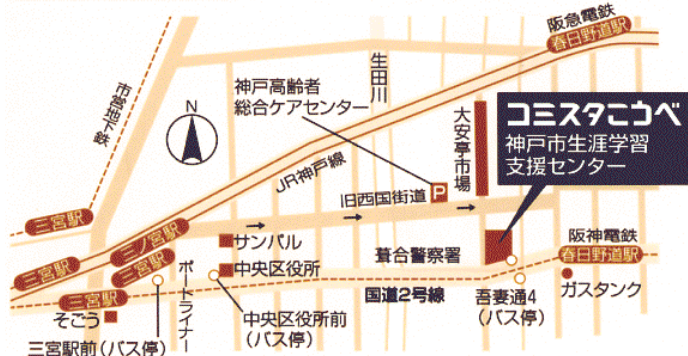 阪急電鉄
春日野道駅
市営地下鉄
生田川
神戸高齢者
総合ケアセンター
N
大安亭市場
コミスタこうべ
神戸市生涯学習
支援センター
JR神戸線
P
旧西国街道
三宮駅
三ノ宮駅
三宮駅
三宮駅
三宮駅
サンパル
中央区役所
葺合警察署
阪神電鉄
春日野道駅
ポートライナー
国道2号線
ガスタンク
そごう
中央区役所前
(バス停)
吾妻通4
(バス停)
三宮駅前(バス停)